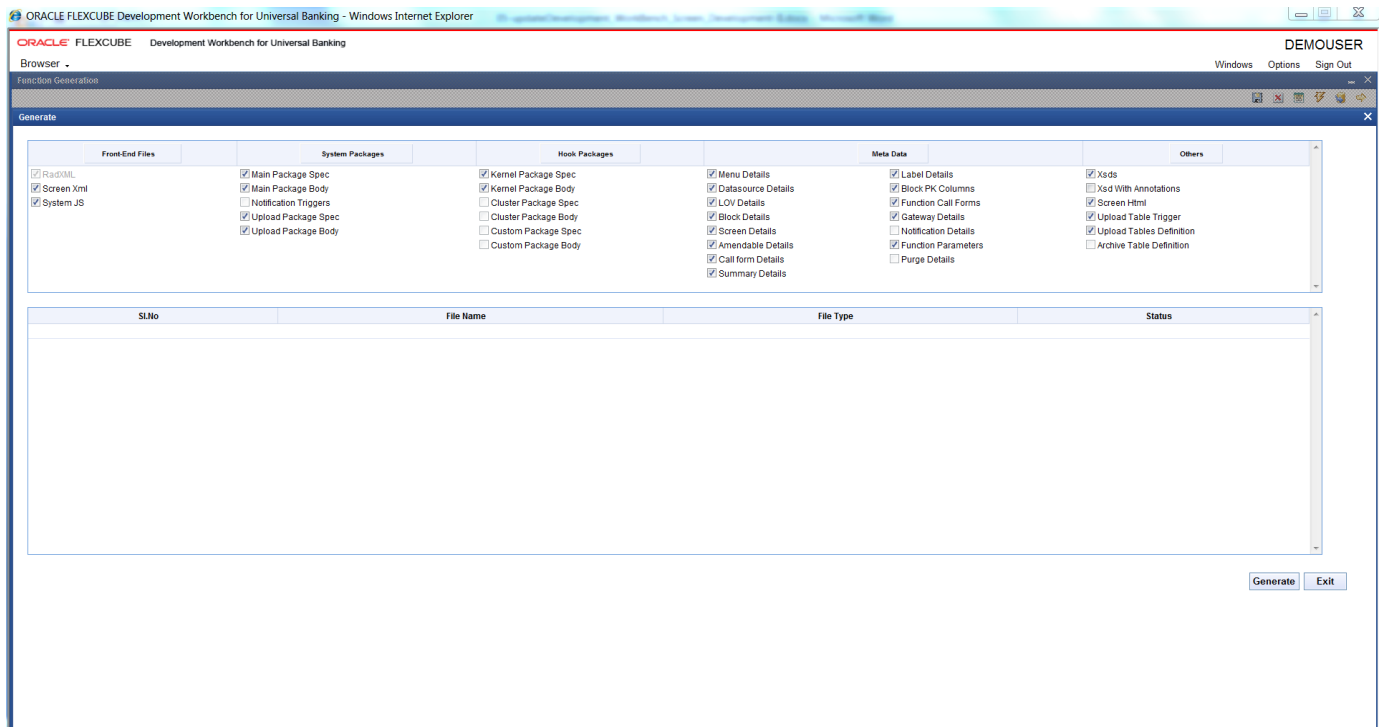 ORACLE FLEXCUBE Development Workbench for Universal Banking - Windows Internet Explorer
ORACLE FLEXCUBE Development Workbench for Universal Banking
DEMOUSER
Browser
Windows Options Sign Out
Function Generation
Generate
Front-End Files System Packages Hook Packages Meta Data Others
RadXML Main Package Spec Kernel Package Spec Menu Details Label Details Xsds
Screen Xml Main Package Body Kernel Package Body Datasource Details Block PK Columns Xsd With Annotations
System JS Notification Triggers Cluster Package Spec LOV Details Function Call Forms Screen Html
Upload Package Spec Cluster Package Body Block Details Gateway Details Upload Table Trigger
Upload Package Body Custom Package Spec Screen Details Notification Details Upload Tables Definition
Custom Package Body Amendable Details Function Parameters Archive Table Definition
Call form Details Purge Details
Summary Details
Sl.No File Name File Type Status
Generate Exit